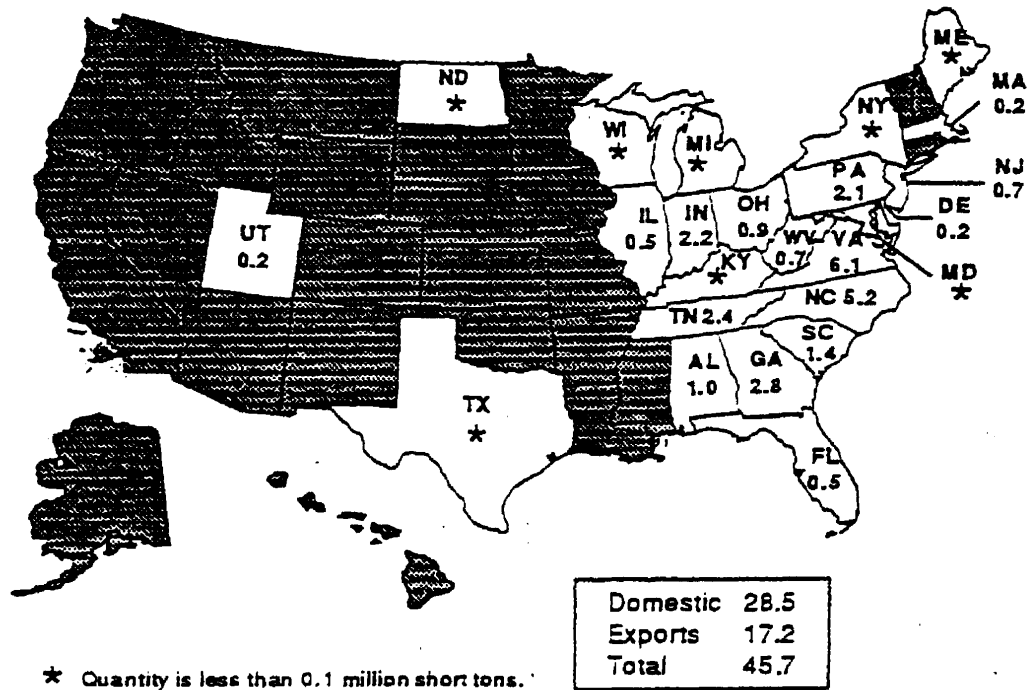 ME
*
MA
0.2
ND
*
NY
*
WI
*
MI
*
NJ
0.7
PA
2.1
DE
0.2
UT
0.2
IL
0.5
IN
2.2
OH
0.9
WV
0.7
VA
6.1
KY
*
MD
*
TN 2.4
NC 5.2
SC
1.4
AL
1.0
GA
2.8
TX
*
FL
0.5
Domestic 28.5
Exports 17.2
Total 45.7
* Quantity is less than 0.1 million short tons.